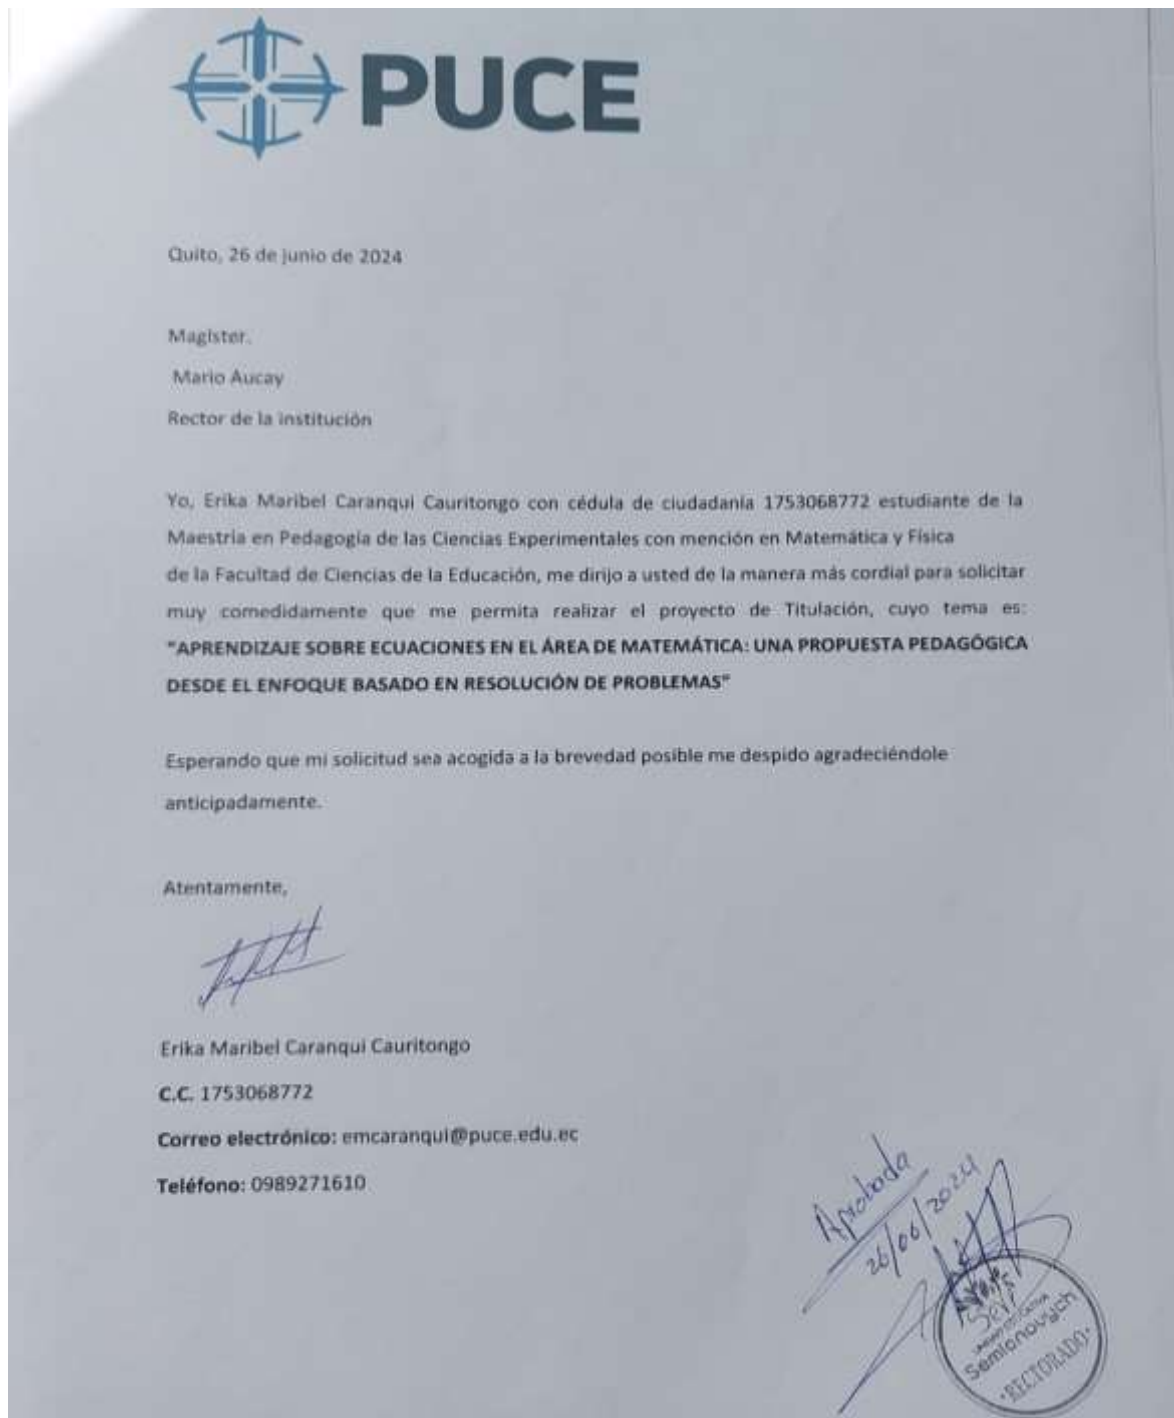 PUCE
Quito, 26 de junio de 2024
Magister.
Mario Aucay
Rector de la institución
Yo, Erika Maribel Caranqui Cauritongo con cédula de ciudadanía 1753068772 estudiante de la
Maestría en Pedagogía de las Ciencias Experimentales con mención en Matemática y Física
de la Facultad de Ciencias de la Educación, me dirijo a usted de la manera más cordial para solicitar
muy comedidamente que me permita realizar el proyecto de Titulación, cuyo tema es:
"APRENDIZAJE SOBRE ECUACIONES EN EL ÁREA DE MATEMÁTICA: UNA PROPUESTA PEDAGÓGICA
DESDE EL ENFOQUE BASADO EN RESOLUCIÓN DE PROBLEMAS"
Esperando que mi solicitud sea acogida a la brevedad posible me despido agradeciéndole
anticipadamente.
Atentamente,
Erika Maribel Caranqui Cauritongo
C.C. 1753068772
Correo electrónico: emcaranqui@puce.edu.ec
Teléfono: 0989271610
Aprobada
26/06/2024
UNIDAD EDUCATIVA
Semionovych
·RECTORADO·